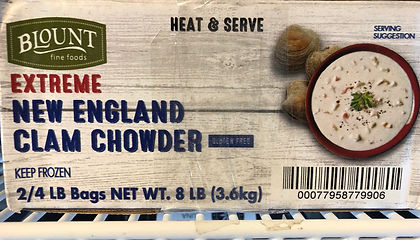 BLOUNT
fine foods
HEAT & SERVE
SERVING
SUGGESTION
EXTREME
NEW ENGLAND
CLAM CHOWDER GLUTEN FREE
KEEP FROZEN
2/4 LB Bags NET WT. 8 LB (3.6kg)
00077958779906